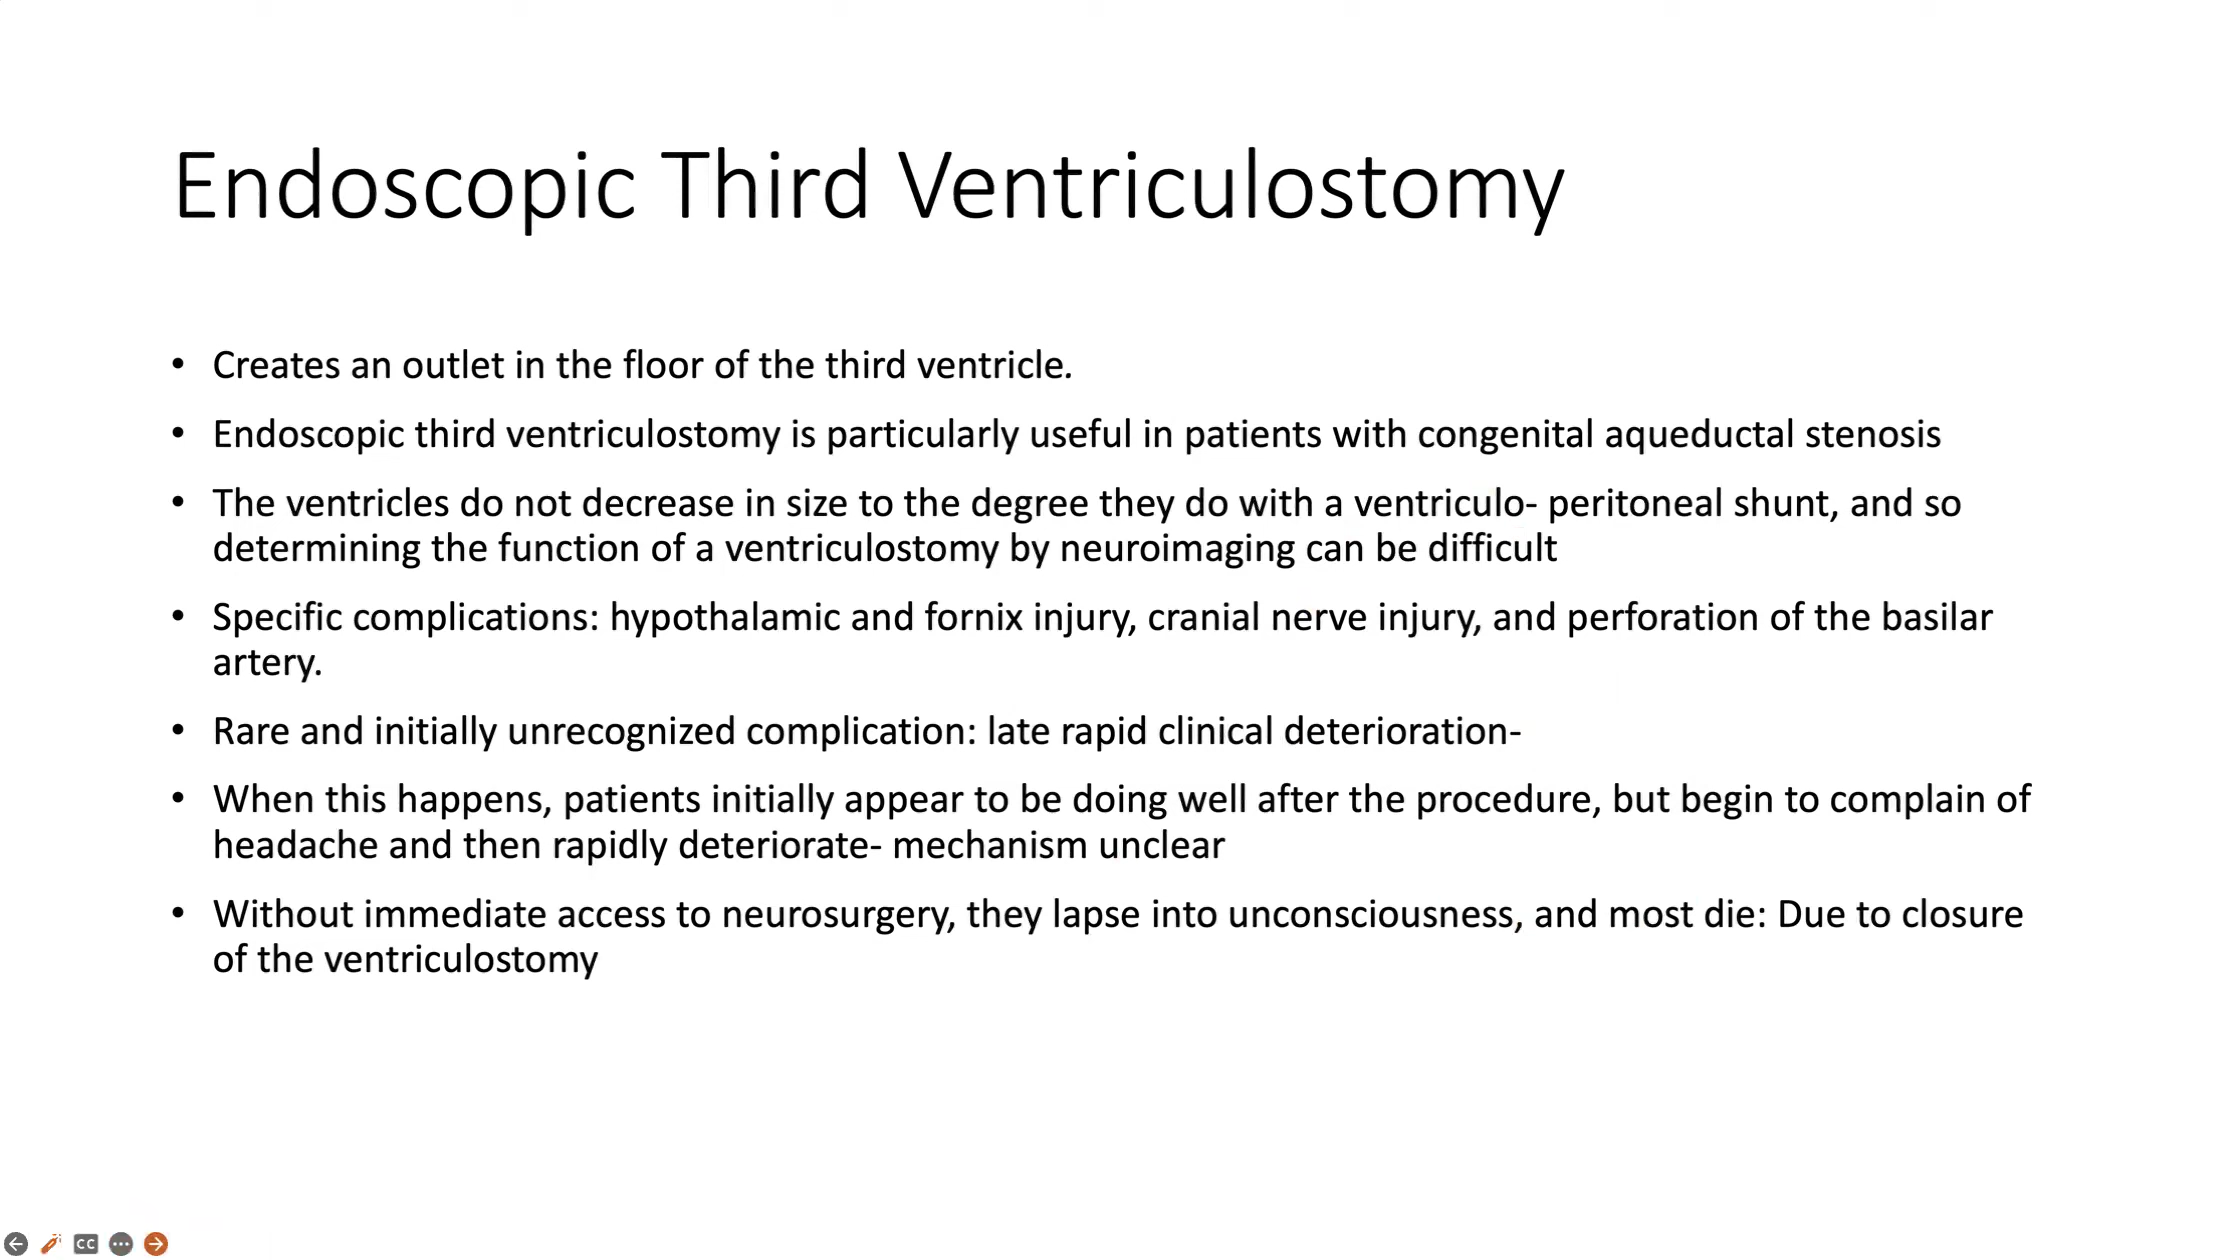 Endoscopic Third Ventriculostomy
• Creates an outlet in the floor of the third ventricle.
• Endoscopic third ventriculostomy is particularly useful in patients with congenital aqueductal stenosis
• The ventricles do not decrease in size to the degree they do with a ventriculo- peritoneal shunt, and so
determining the function of a ventriculostomy by neuroimaging can be difficult
• Specific complications: hypothalamic and fornix injury, cranial nerve injury, and perforation of the basilar
artery.
• Rare and initially unrecognized complication: late rapid clinical deterioration-
• When this happens, patients initially appear to be doing well after the procedure, but begin to complain of
headache and then rapidly deteriorate- mechanism unclear
• Without immediate access to neurosurgery, they lapse into unconsciousness, and most die: Due to closure
of the ventriculostomy
CC